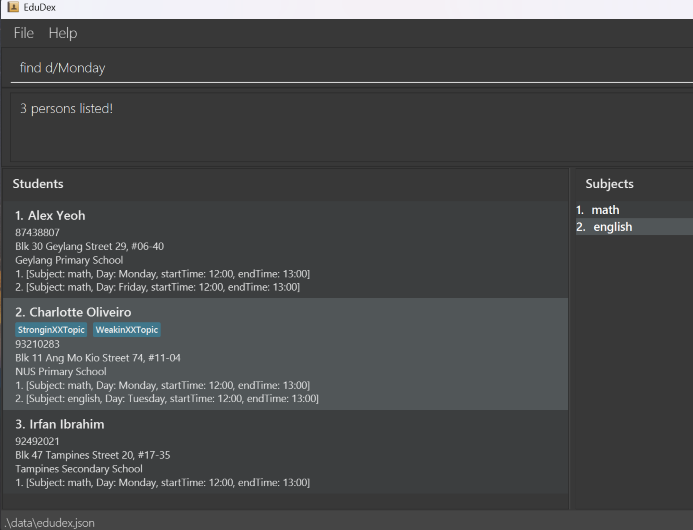 EduDex
File Help
find d/Monday
3 persons listed!
Students
1. Alex Yeoh
87438807
Blk 30 Geylang Street 29, #06-40
Geylang Primary School
1. [Subject: math, Day: Monday, startTime: 12:00, endTime: 13:00]
2. [Subject: math, Day: Friday, startTime: 12:00, endTime: 13:00]
2. Charlotte Oliveiro
StronginXXTopic WeakinXXTopic
93210283
Blk 11 Ang Mo Kio Street 74, #11-04
NUS Primary School
1. [Subject: math, Day: Monday, startTime: 12:00, endTime: 13:00]
2. [Subject: english, Day: Tuesday, startTime: 12:00, endTime: 13:00]
3. Irfan Ibrahim
92492021
Blk 47 Tampines Street 20, #17-35
Tampines Secondary School
1. [Subject: math, Day: Monday, startTime: 12:00, endTime: 13:00]
Subjects
1. math
2. english
.\data\edudex.json